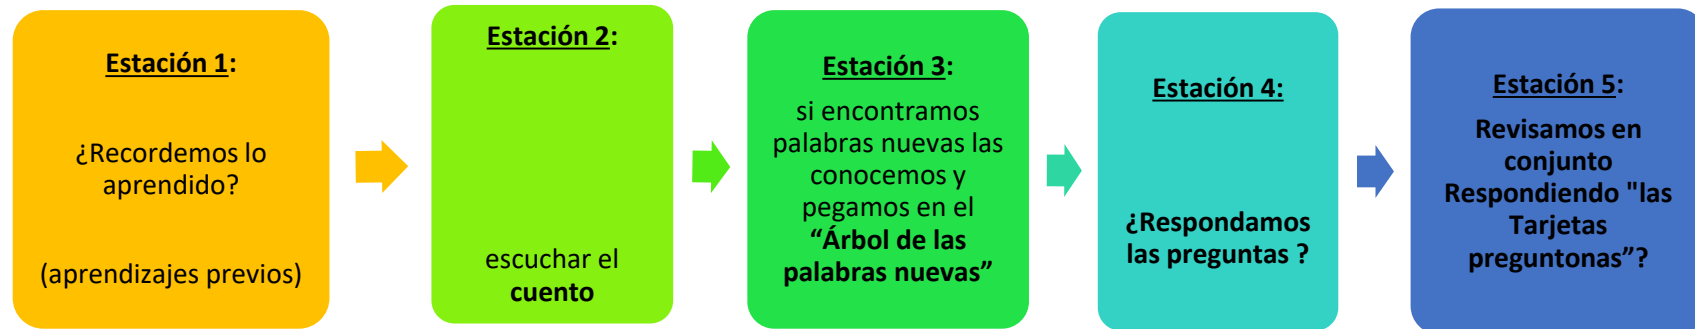 Estación 1:
¿Recordemos lo
aprendido?
(aprendizajes previos)
Estación 2:
escuchar el
cuento
Estación 3:
si encontramos
palabras nuevas las
conocemos y
pegamos en el
“Árbol de las
palabras nuevas”
Estación 4:
¿Respondamos
las preguntas ?
Estación 5:
Revisamos en
conjunto
Respondiendo "las
Tarjetas
preguntonas”?